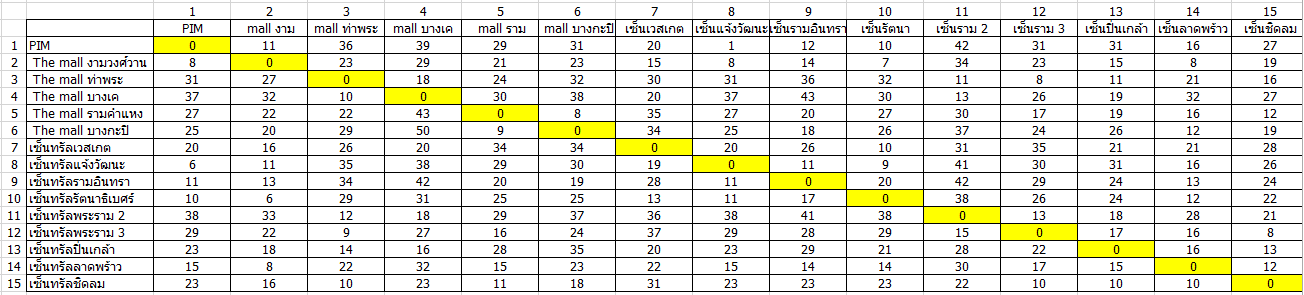 1 2 3 4 5 6 7 8 9 10 11 12 13 14 15
PIM mall งาม mall ท่าพระ mall บางเค mall ราม mall บางกะปิ เซ็นเวสเกต เซ็นแจ้งวัฒนะ เซ็นรามอินทรา เซ็นรัตนา เซ็นราม 2 เซ็นราม 3 เซ็นปิ่นเกล้า เซ็นลาดพร้าว เซ็นชิดลม
1 PIM 0 11 36 39 29 31 20 1 12 10 42 31 31 16 27
2 The mall งามวงศ์วาน 8 0 23 29 21 23 15 8 14 7 34 23 15 8 19
3 The mall ท่าพระ 31 27 0 18 24 32 30 31 36 32 11 8 11 21 16
4 The mall บางเค 37 32 10 0 30 38 20 37 43 30 13 26 19 32 27
5 The mall รามคำแหง 27 22 22 43 0 8 35 27 20 27 30 17 19 16 12
6 The mall บางกะปิ 25 20 29 50 9 0 34 25 18 26 37 24 26 12 19
7 เซ็นทรัลเวสเกต 20 16 26 20 34 34 0 20 26 10 31 35 21 21 28
8 เซ็นทรัลแจ้งวัฒนะ 6 11 35 38 29 30 19 0 11 9 41 30 31 16 26
9 เซ็นทรัลรามอินทรา 11 13 34 42 20 19 28 11 0 20 42 29 24 13 24
10 เซ็นทรัลรัตนาธิเบศร์ 10 6 29 31 25 25 13 11 17 0 38 26 24 12 22
11 เซ็นทรัลพระราม 2 38 33 12 18 29 37 36 38 41 38 0 13 18 28 21
12 เซ็นทรัลพระราม 3 29 22 9 27 16 24 37 29 28 29 15 0 17 16 8
13 เซ็นทรัลปิ่นเกล้า 23 18 14 16 28 35 20 23 29 21 28 22 0 16 13
14 เซ็นทรัลลาดพร้าว 15 8 22 32 15 23 22 15 14 14 30 17 15 0 12
15 เซ็นทรัลชิดลม 23 16 10 23 11 18 31 23 23 23 22 10 10 10 0